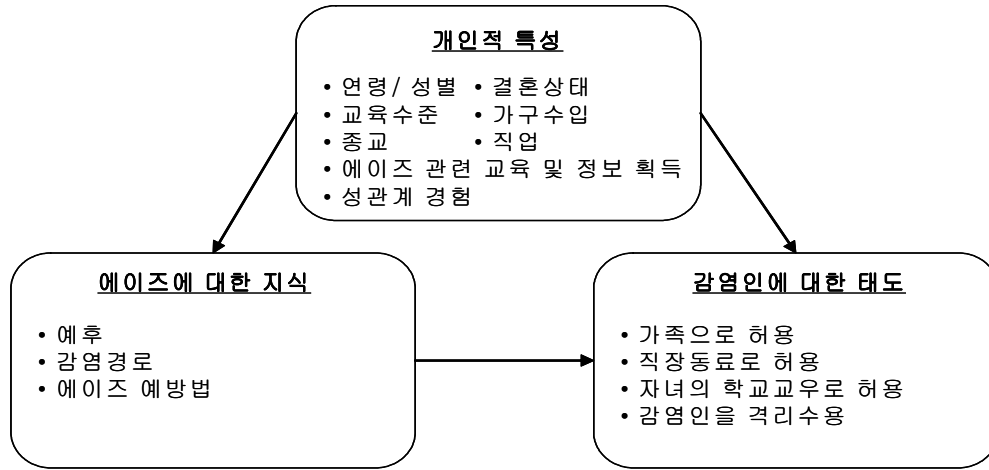 개인적 특성
• 연령/ 성별 • 결혼상태
• 교육수준 • 가구수입
• 종교 • 직업
• 에이즈 관련 교육 및 정보 획득
• 성관계 경험
에이즈에 대한 지식
• 예후
• 감염경로
• 에이즈 예방법
감염인에 대한 태도
• 가족으로 허용
• 직장동료로 허용
• 자녀의 학교교우로 허용
• 감염인을 격리수용